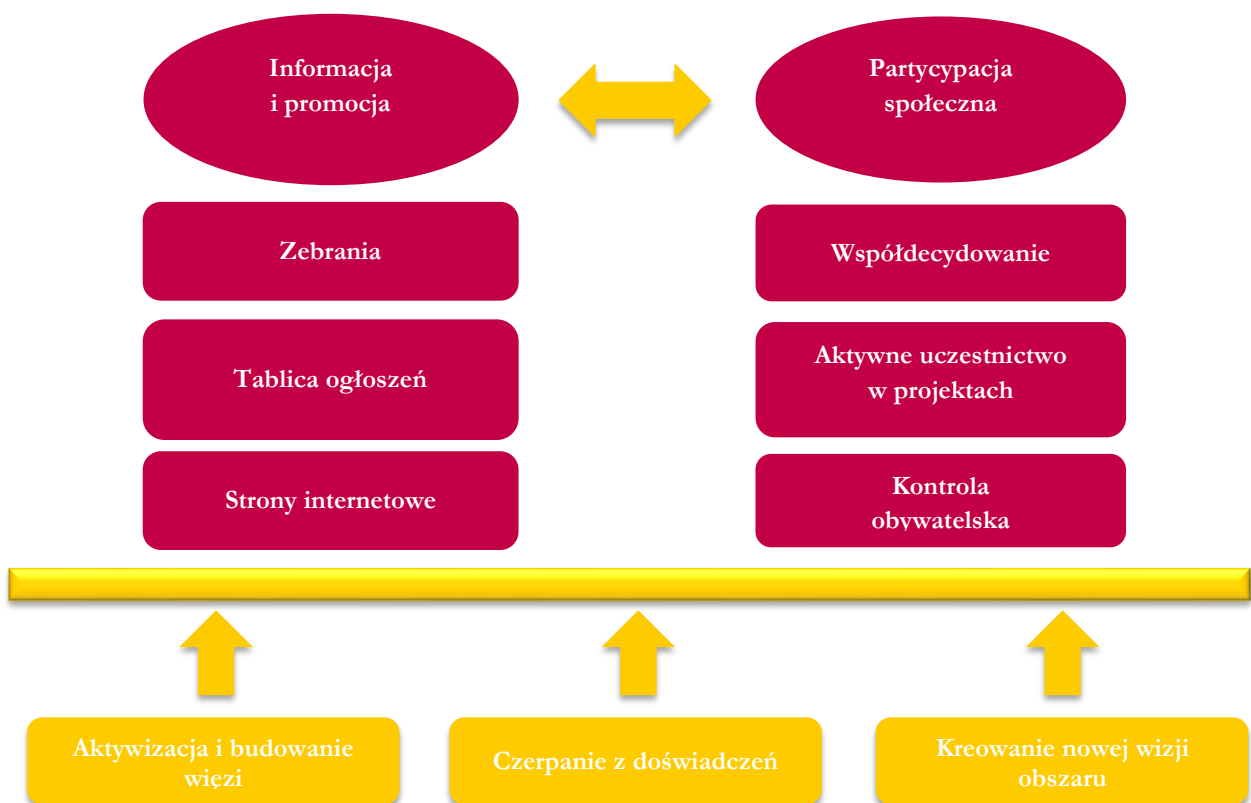 Informacja
i promocja
Partycypacja
społeczna
Zebrania
Współdecydowanie
Tablica ogłoszeń
Aktywne uczestnictwo
w projektach
Strony internetowe
Kontrola
obywatelska
Aktywizacja i budowanie
więzi
Czerpanie z doświadczeń
Kreowanie nowej wizji
obszaru